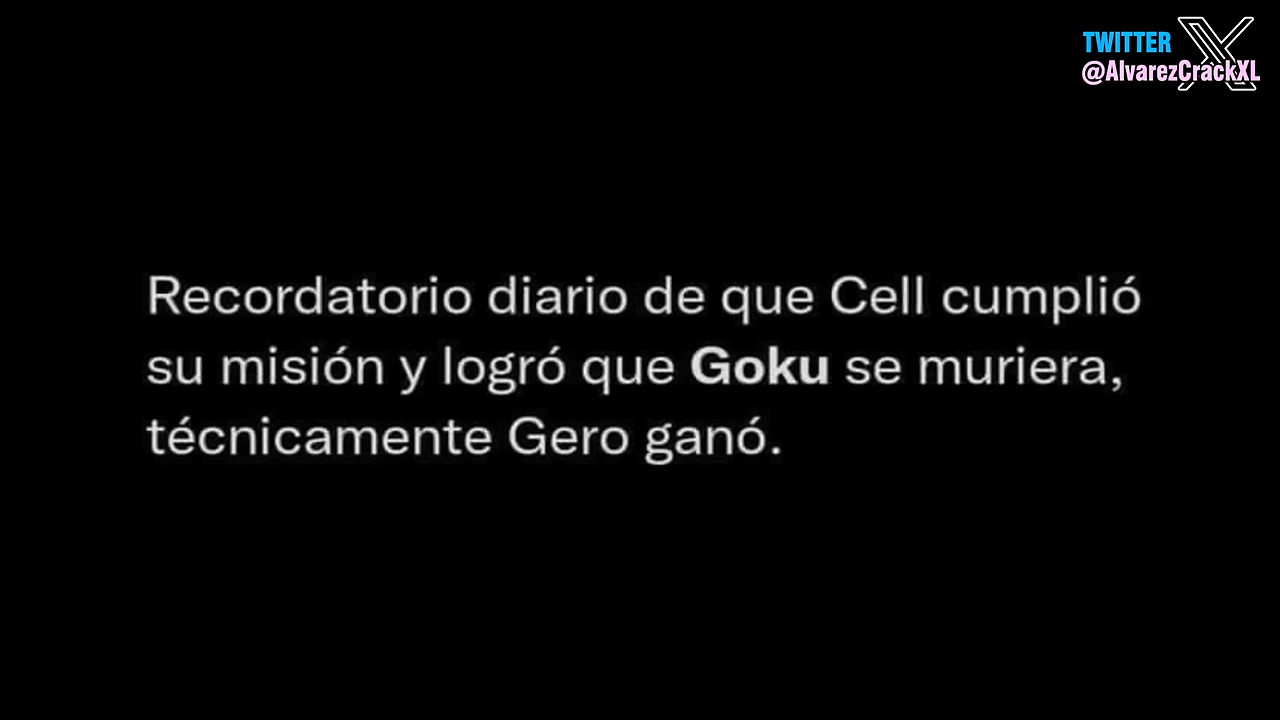 TWITTER
@AlvarezCrackXL
Recordatorio diario de que Cell cumplió
su misión y logró que Goku se muriera,
técnicamente Gero ganó.